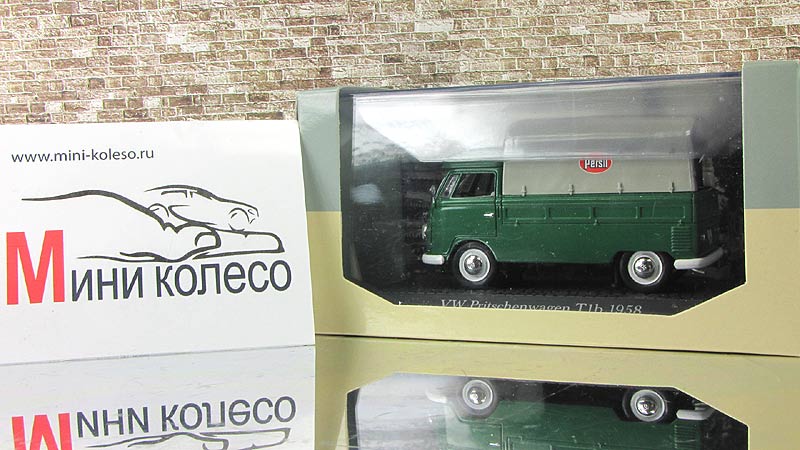 www.mini-koleso.ru
Мини колесо
Persil
VW Pritschenwagen T1b 1958